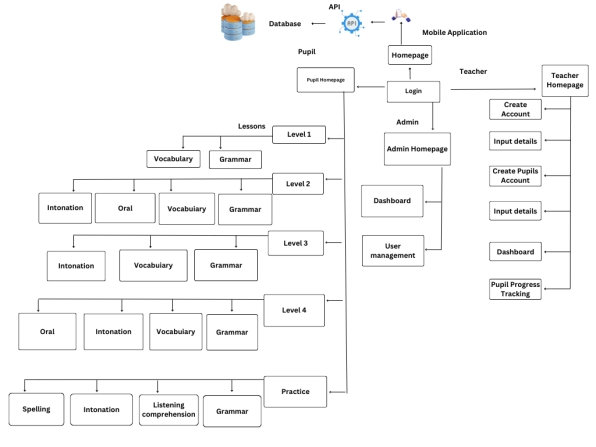 API
Database
API
Mobile Application
Pupil
Homepage
Teacher
Pupil Homepage
Login
Teacher
Homepage
Create
Account
Lessons
Level 1
Admin
Admin Homepage
Input details
Vocabulary
Grammar
Level 2
Create Pupils
Account
Intonation
Oral
Vocabuiary
Grammar
Dashboard
Input details
Level 3
User
management
Dashboard
Intonation
Vocabuiary
Grammar
Pupil Progress
Tracking
Level 4
Oral
Intonation
Vocabuiary
Grammar
Practice
Spelling
Intonation
Listening
comprehension
Grammar